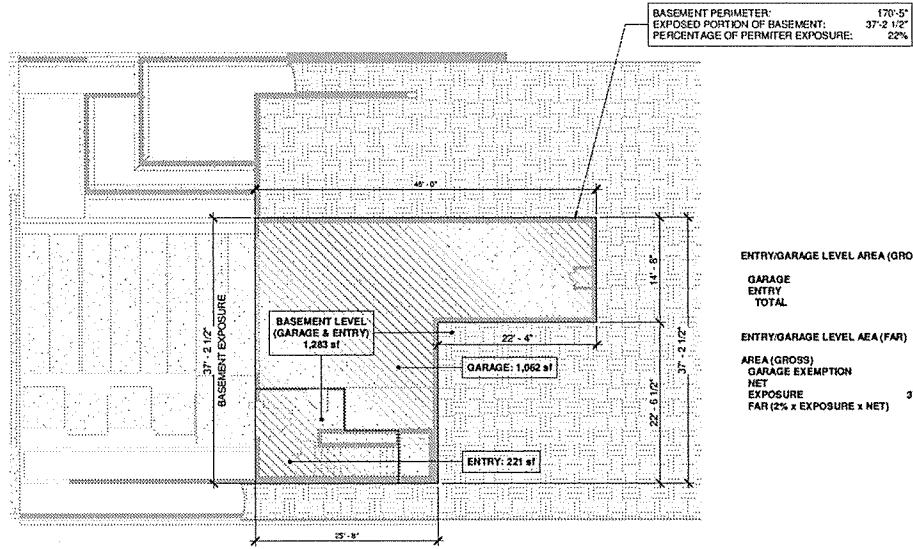 BASEMENT PERIMETER: 170'-5"
EXPOSED PORTION OF BASEMENT: 37'-2 1/2"
PERCENTAGE OF PERMITER EXPOSURE: 22%
48'- 0"
BASEMENT EXPOSURE
37' - 2 1/2"
14' - 8"
22' - 6 1/2"
37' - 2 1/2"
BASEMENT LEVEL
(GARAGE & ENTRY)
1,283 sf
22' - 4"
GARAGE: 1,062 sf
ENTRY: 221 sf
25' - 8"
ENTRY/GARAGE LEVEL AREA (GRO
GARAGE
ENTRY
TOTAL
ENTRY/GARAGE LEVEL AEA (FAR)
AREA (GROSS)
GARAGE EXEMPTION
NET
EXPOSURE 3
FAR (2% x EXPOSURE x NET)